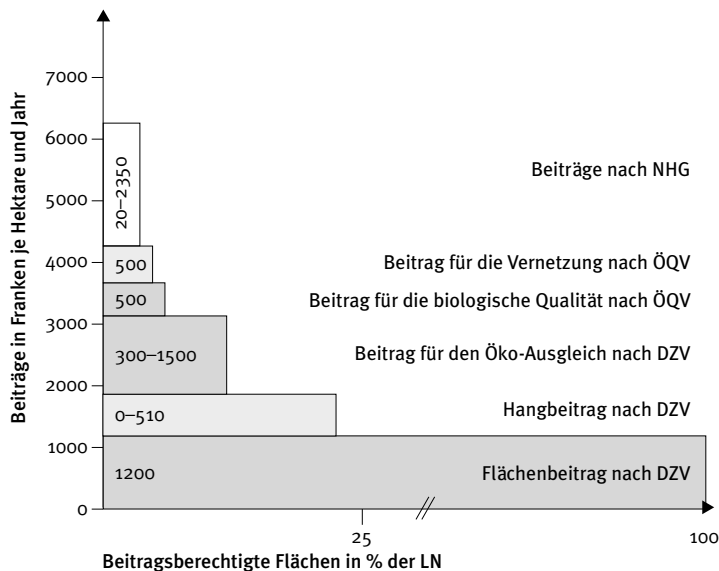 Beiträge in Franken je Hektare und Jahr
7000
6000
5000
4000
3000
2000
1000
0
20–2350
Beiträge nach NHG
500
Beitrag für die Vernetzung nach ÖQV
500
Beitrag für die biologische Qualität nach ÖQV
300–1500
Beitrag für den Öko-Ausgleich nach DZV
0–510
Hangbeitrag nach DZV
1200
Flächenbeitrag nach DZV
25
100
Beitragsberechtigte Flächen in % der LN